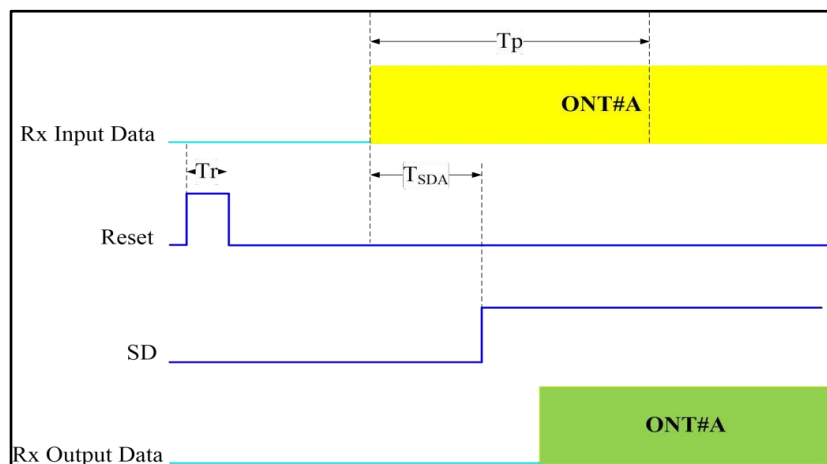 Tp
ONT#A
Rx Input Data
Tr
TSDA
Reset
SD
ONT#A
Rx Output Data